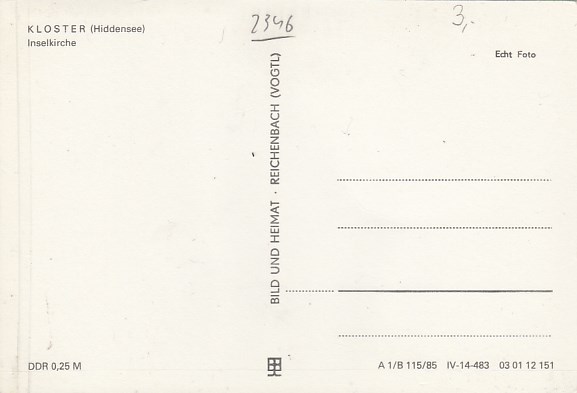 KLOSTER (Hiddensee)
Inselkirche
2346
3,-
Echt Foto
BILD UND HEIMAT · REICHENBACH (VOGTL)
DDR 0,25 M
A 1/B 115/85 IV-14-483 03 01 12 151